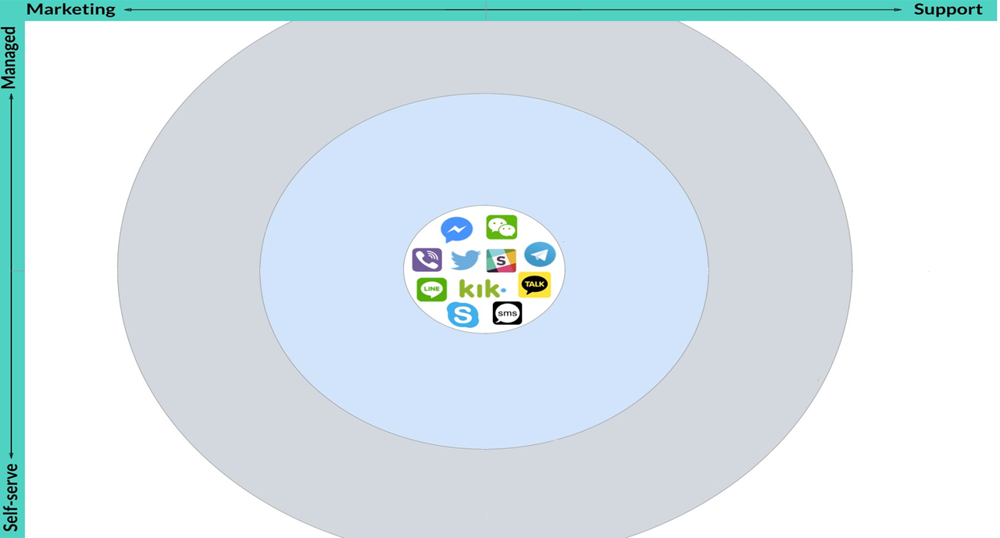 Marketing
Support
Managed
Self-serve
S
LINE
kik
TALK
S
sms